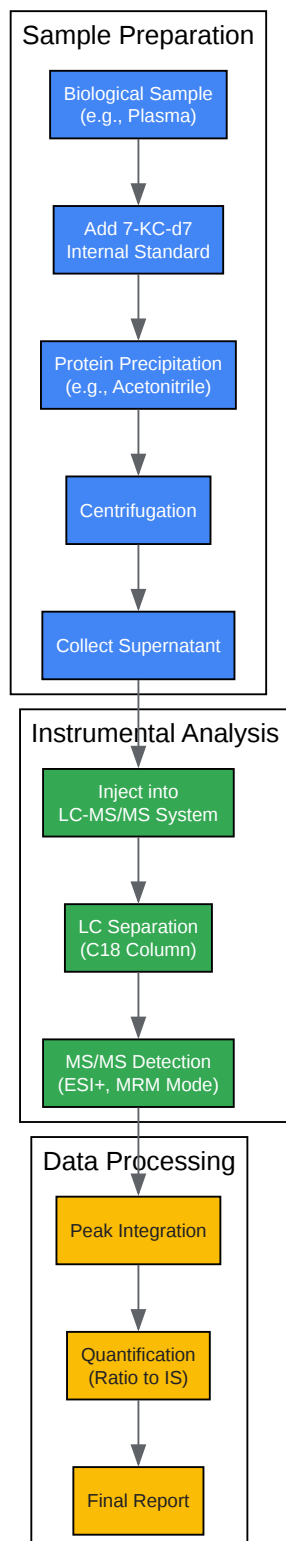 Sample Preparation
Biological Sample
(e.g., Plasma)
Add 7-KC-d7
Internal Standard
Protein Precipitation
(e.g., Acetonitrile)
Centrifugation
Collect Supernatant
Instrumental Analysis
Inject into
LC-MS/MS System
LC Separation
(C18 Column)
MS/MS Detection
(ESI+, MRM Mode)
Data Processing
Peak Integration
Quantification
(Ratio to IS)
Final Report